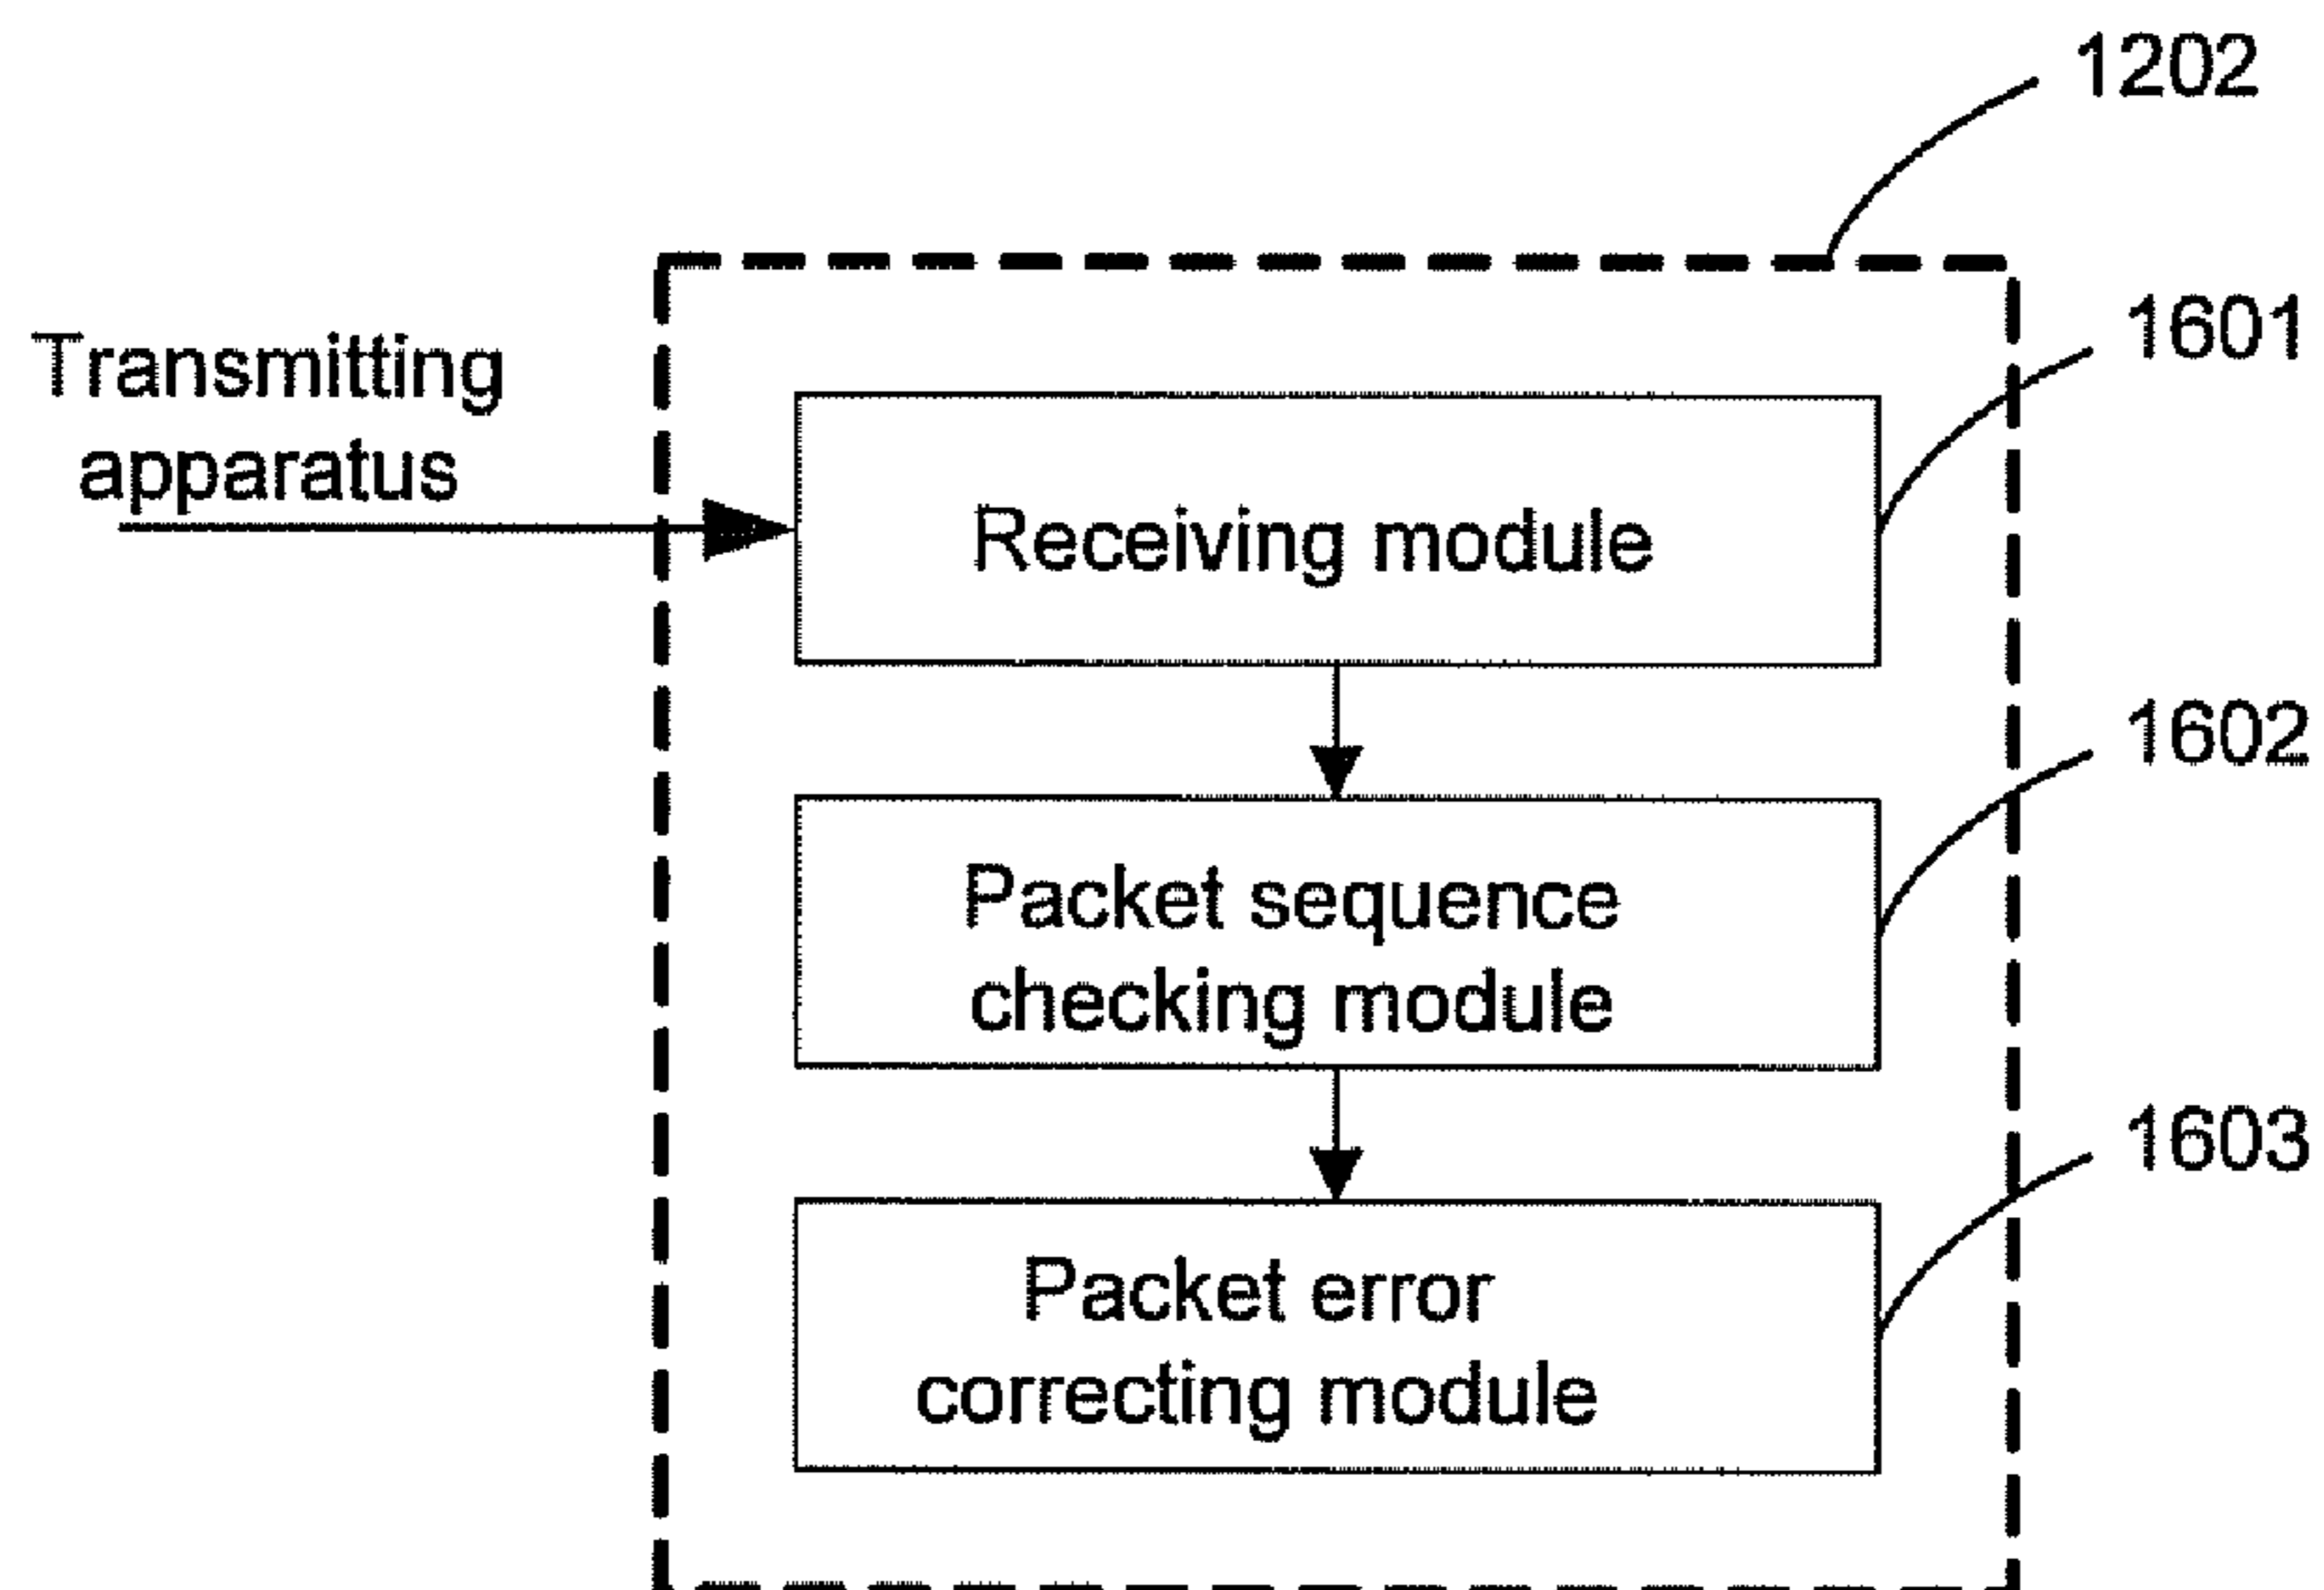 1202
1601
Transmitting
apparatus
Receiving module
1602
Packet sequence
checking module
1603
Packet error
correcting module